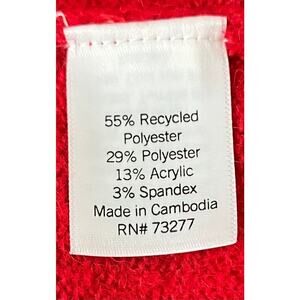 55% Recycled
Polyester
29% Polyester
13% Acrylic
3% Spandex
Made in Cambodia
RN# 73277